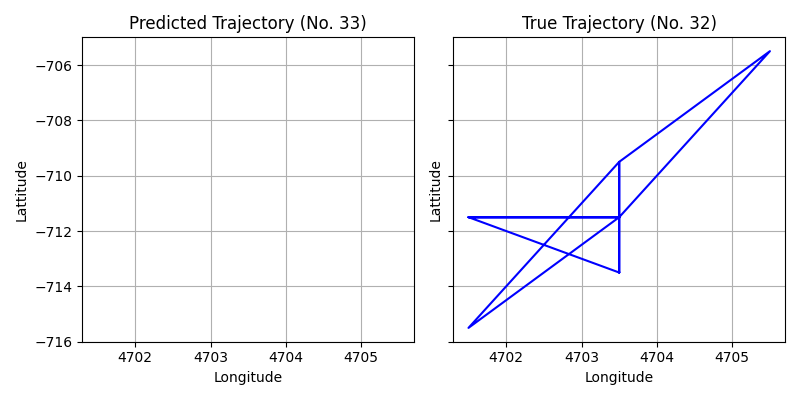 Predicted Trajectory (No. 33)
True Trajectory (No. 32)
−706
−708
−710
−712
−714
−716
Lattitude
Lattitude
4702 4703 4704 4705
4702 4703 4704 4705
Longitude
Longitude